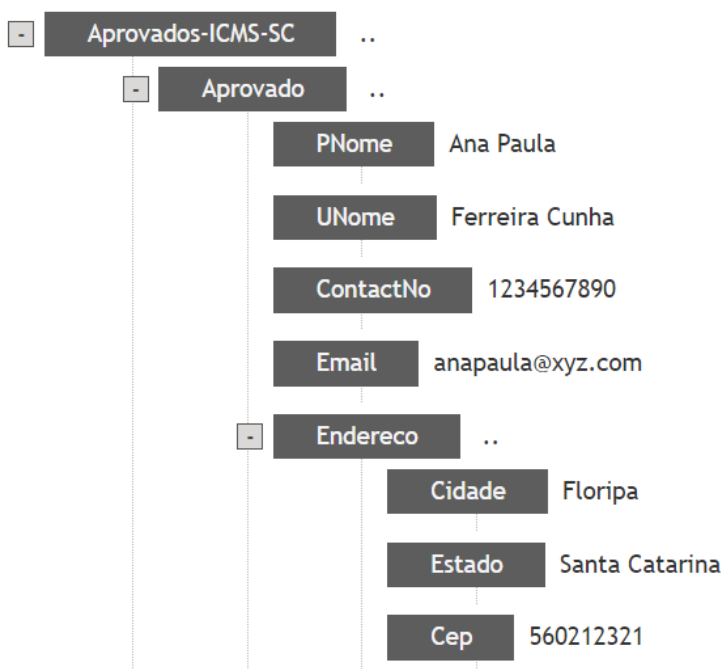 - Aprovados-ICMS-SC ..
- Aprovado ..
PNome Ana Paula
UNome Ferreira Cunha
ContactNo 1234567890
Email anapaula@xyz.com
- Endereco ..
Cidade Floripa
Estado Santa Catarina
Cep 560212321